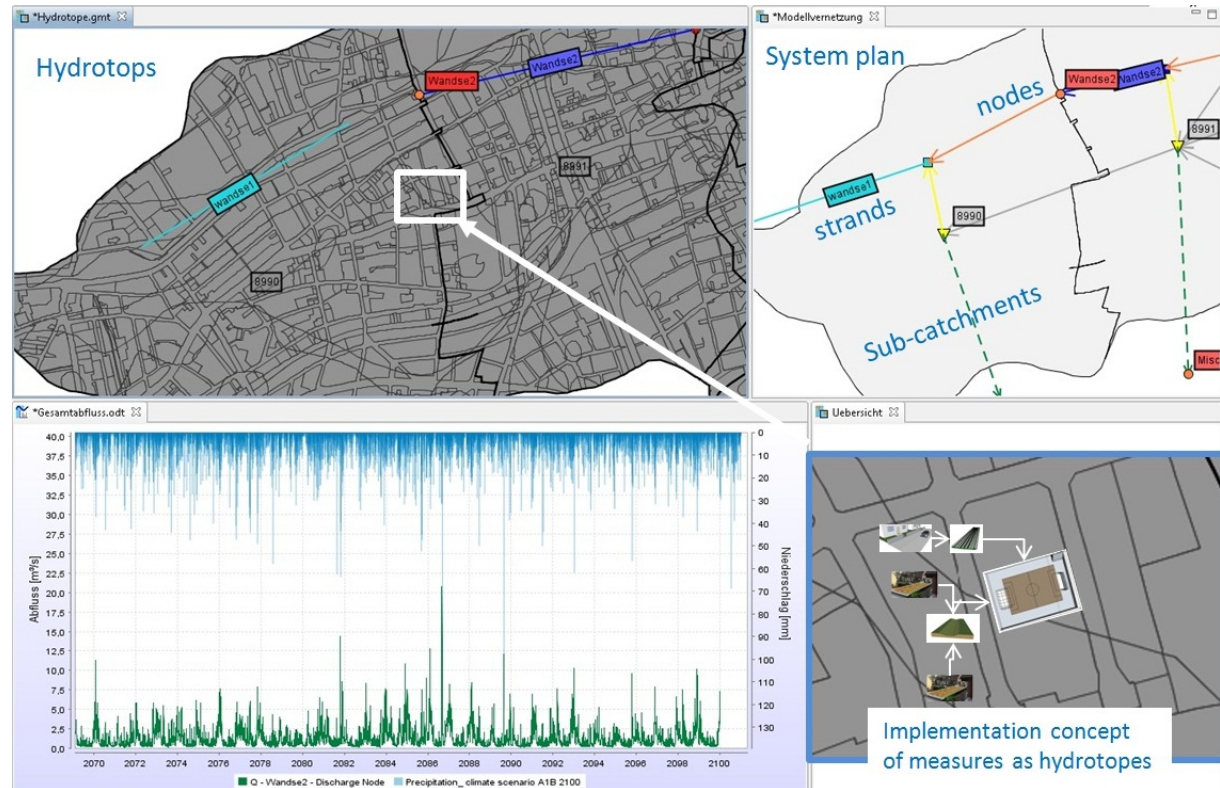 *Hydrotope.gmt
Hydrotops
Wandse2
Wandse2
8991
wandse1
8990
*Modellvernetzung
System plan
Wandse2
Wandse2
nodes
8991
wandse1
strands
8990
Sub-catchments
Misc
*Gesamtabfluss.odt
40,0
37,5
35,0
32,5
30,0
27,5
25,0
22,5
20,0
17,5
15,0
12,5
10,0
7,5
5,0
2,5
0,0
Abfluss [m³/s]
0
10
20
30
40
50
60
70
80
90
100
110
120
130
Niederschlag [mm]
2070 2072 2074 2076 2078 2080 2082 2084 2086 2088 2090 2092 2094 2096 2098 2100
Q - Wandse2 - Discharge Node Precipitation_ climate scenario A1B 2100
Uebersicht
Implementation concept
of measures as hydrotopes